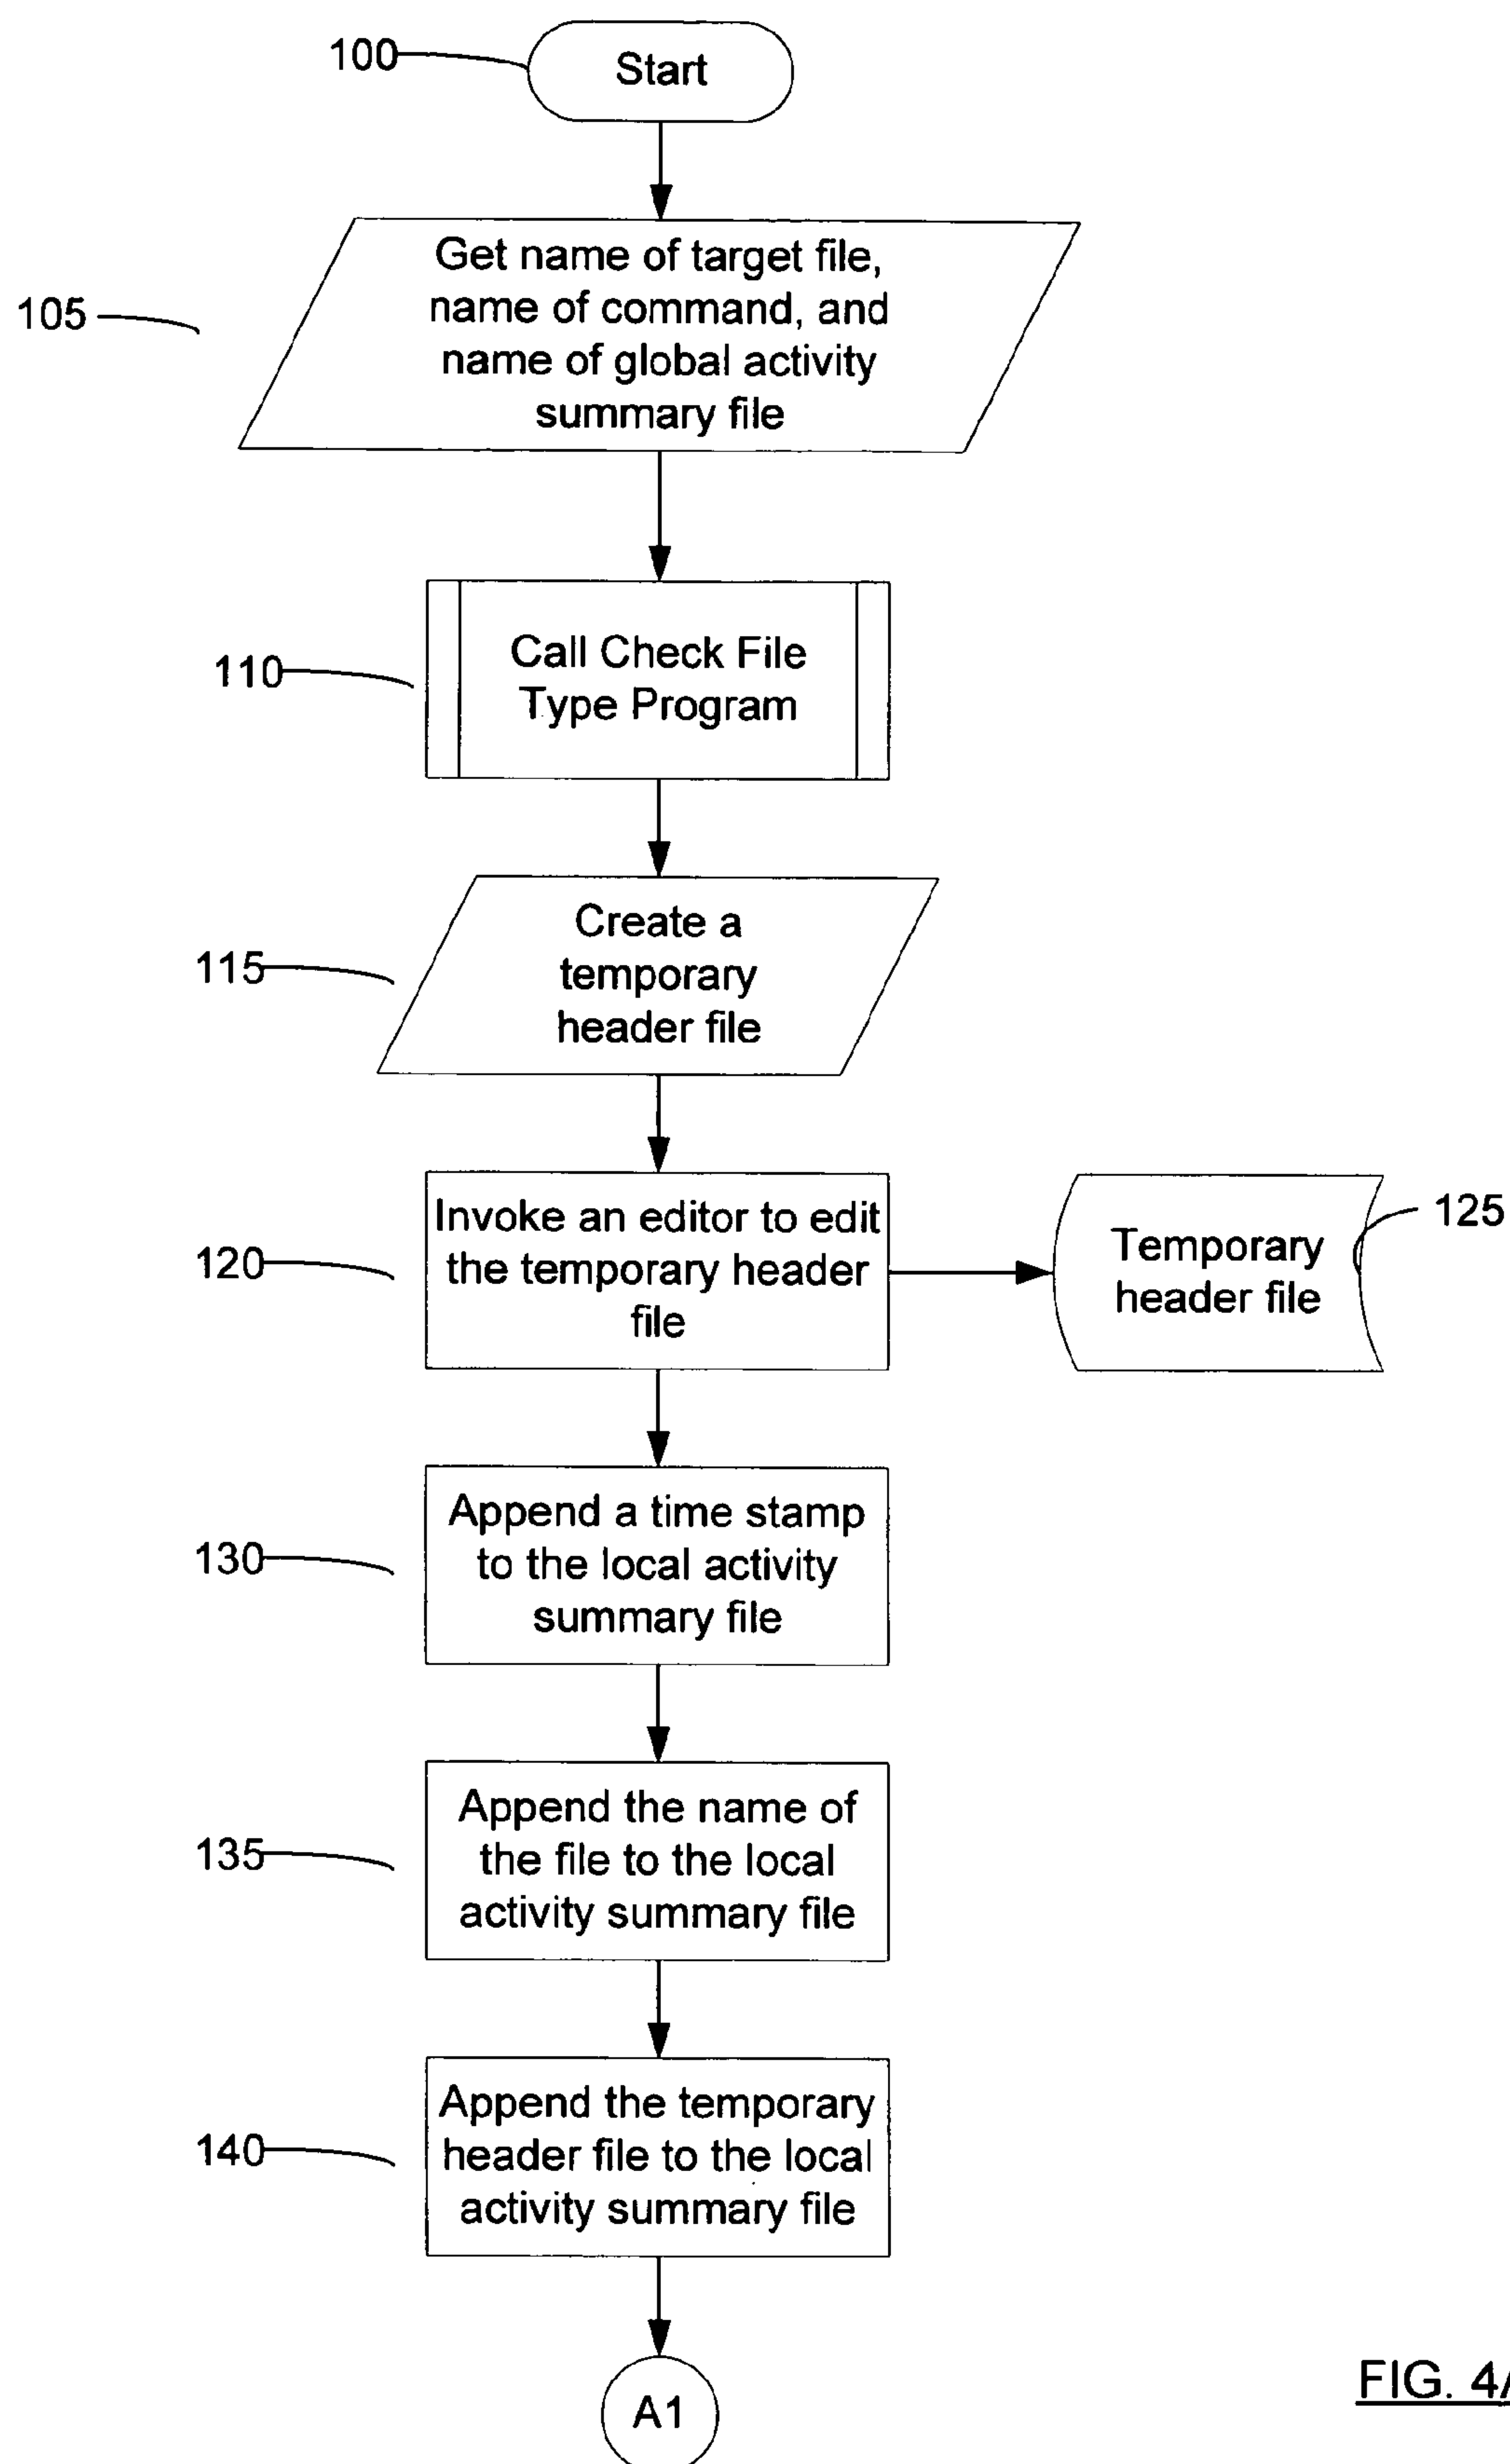 100
Start
105
Get name of target file,
name of command, and
name of global activity
summary file
110
Call Check File
Type Program
115
Create a
temporary
header file
120
Invoke an editor to edit
the temporary header
file
Temporary
header file
125
130
Append a time stamp
to the local activity
summary file
135
Append the name of
the file to the local
activity summary file
140
Append the temporary
header file to the local
activity summary file
A1
FIG. 4A